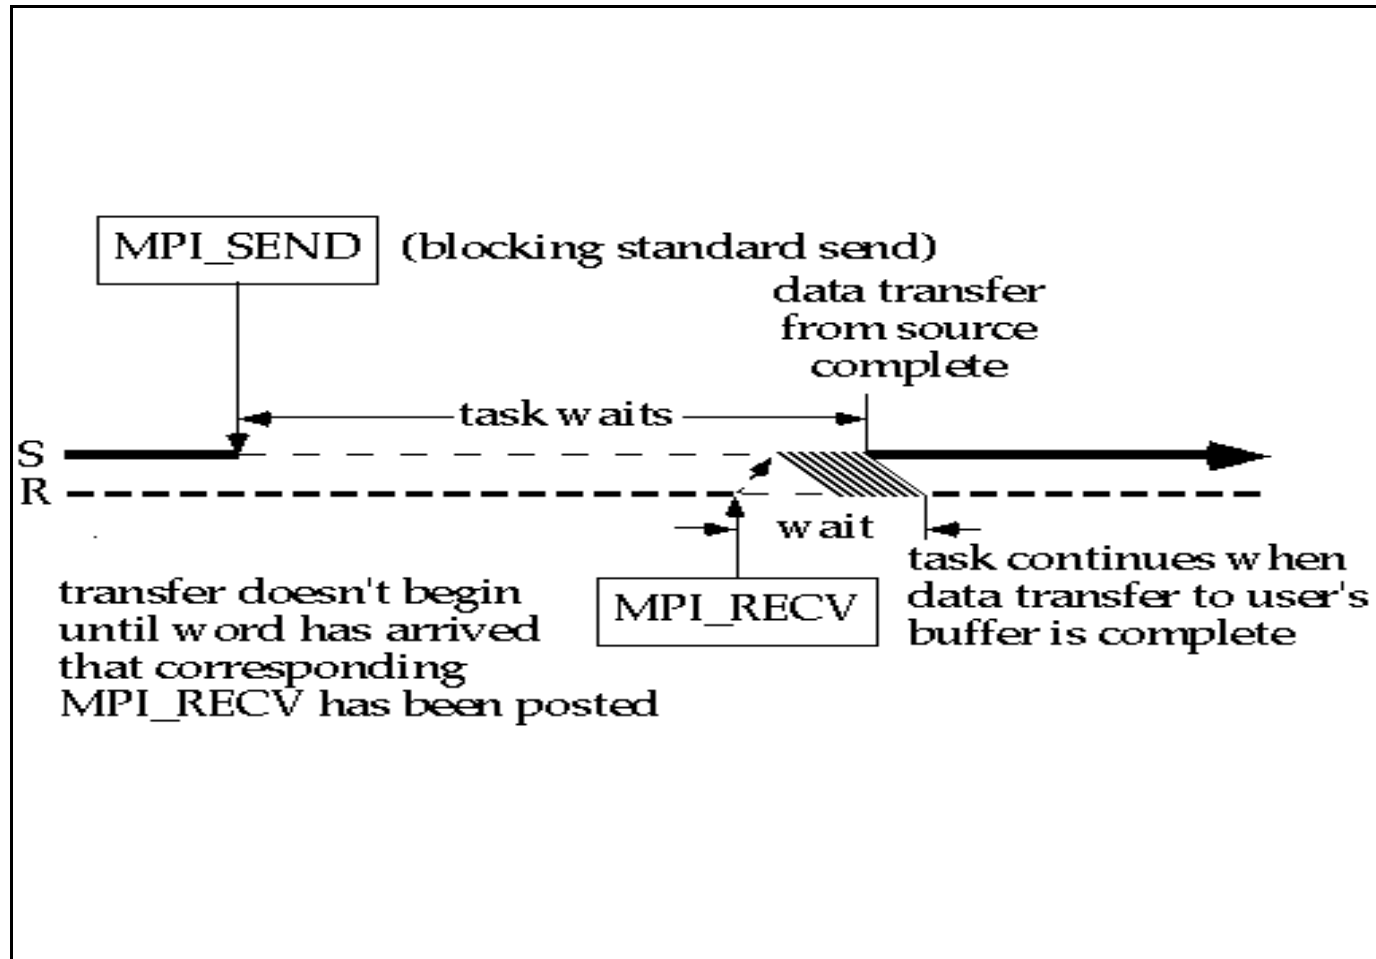 MPI_SEND (blocking standard send)
data transfer
from source
complete
task waits
S
R
wait
MPI_RECV
transfer doesn't begin
until word has arrived
that corresponding
MPI_RECV has been posted
task continues when
data transfer to user's
buffer is complete